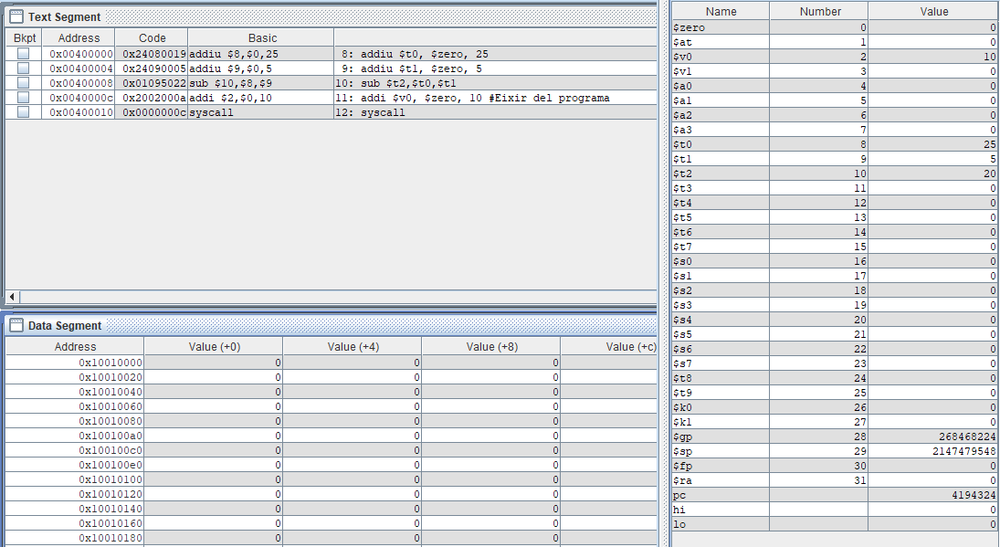 Text Segment
Bkpt Address Code Basic
0x00400000 0x24080019 addiu $8,$0,25 8: addiu $t0, $zero, 25
0x00400004 0x24090005 addiu $9,$0,5 9: addiu $t1, $zero, 5
0x00400008 0x01095022 sub $10,$8,$9 10: sub $t2,$t0,$t1
0x0040000c 0x2002000a addi $2,$0,10 11: addi $v0, $zero, 10 #Eixir del programa
0x00400010 0x0000000c syscall 12: syscall
Data Segment
Address Value (+0) Value (+4) Value (+8) Value (+c)
0x10010000 0 0 0
0x10010020 0 0 0
0x10010040 0 0 0
0x10010060 0 0 0
0x10010080 0 0 0
0x100100a0 0 0 0
0x100100c0 0 0 0
0x100100e0 0 0 0
0x10010100 0 0 0
0x10010120 0 0 0
0x10010140 0 0 0
0x10010160 0 0 0
0x10010180 0 0 0
Name Number Value
$zero 0 0
$at 1 0
$v0 2 10
$v1 3 0
$a0 4 0
$a1 5 0
$a2 6 0
$a3 7 0
$t0 8 25
$t1 9 5
$t2 10 20
$t3 11 0
$t4 12 0
$t5 13 0
$t6 14 0
$t7 15 0
$s0 16 0
$s1 17 0
$s2 18 0
$s3 19 0
$s4 20 0
$s5 21 0
$s6 22 0
$s7 23 0
$t8 24 0
$t9 25 0
$k0 26 0
$k1 27 0
$gp 28 268468224
$sp 29 2147479548
$fp 30 0
$ra 31 0
pc 4194324
hi 0
lo 0